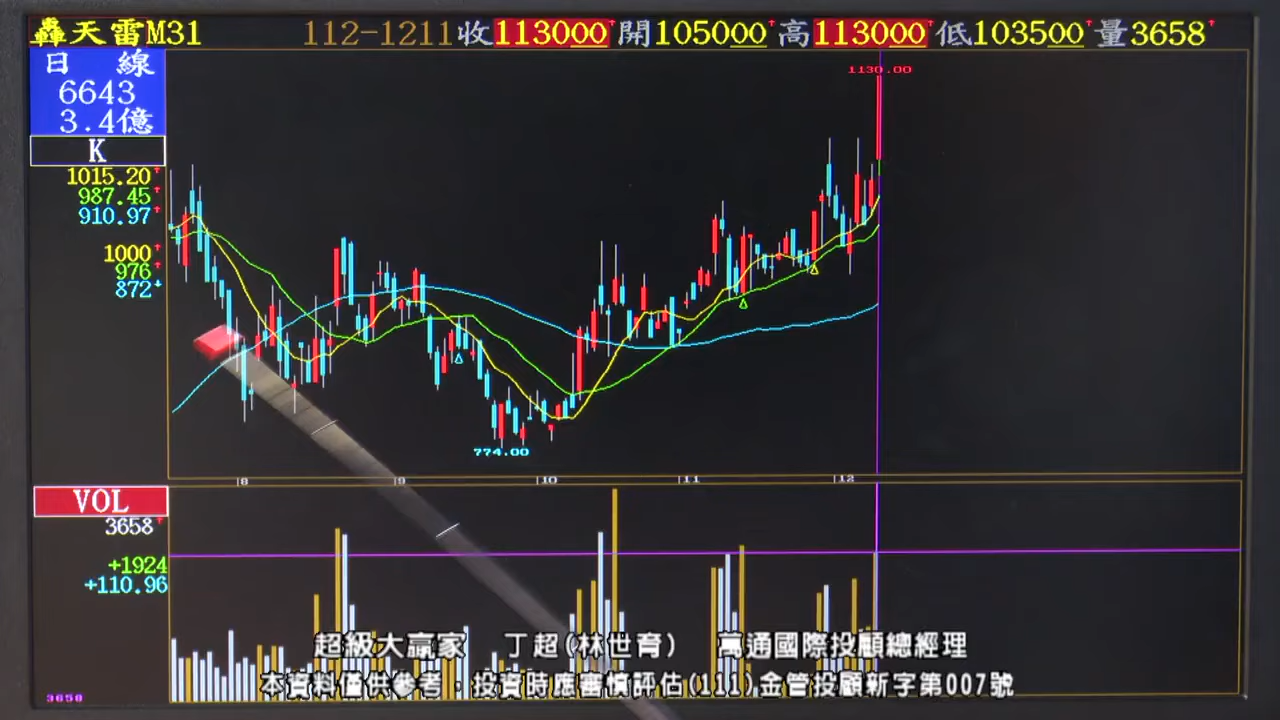 轟天雷M31 112-1211收113000開105000高113000低103500量3658
日 線
6643
3.4億
K
1015.20
987.45
910.97
1000
976
872
1130.00
774.00
8 9 10 11 12
VOL
3658
+1924
+110.96
超級大贏家 丁超(林世育) 萬通國際投顧總經理
本資料僅供參考：投資時應審慎評估(111)金管投顧新字第007號
3658